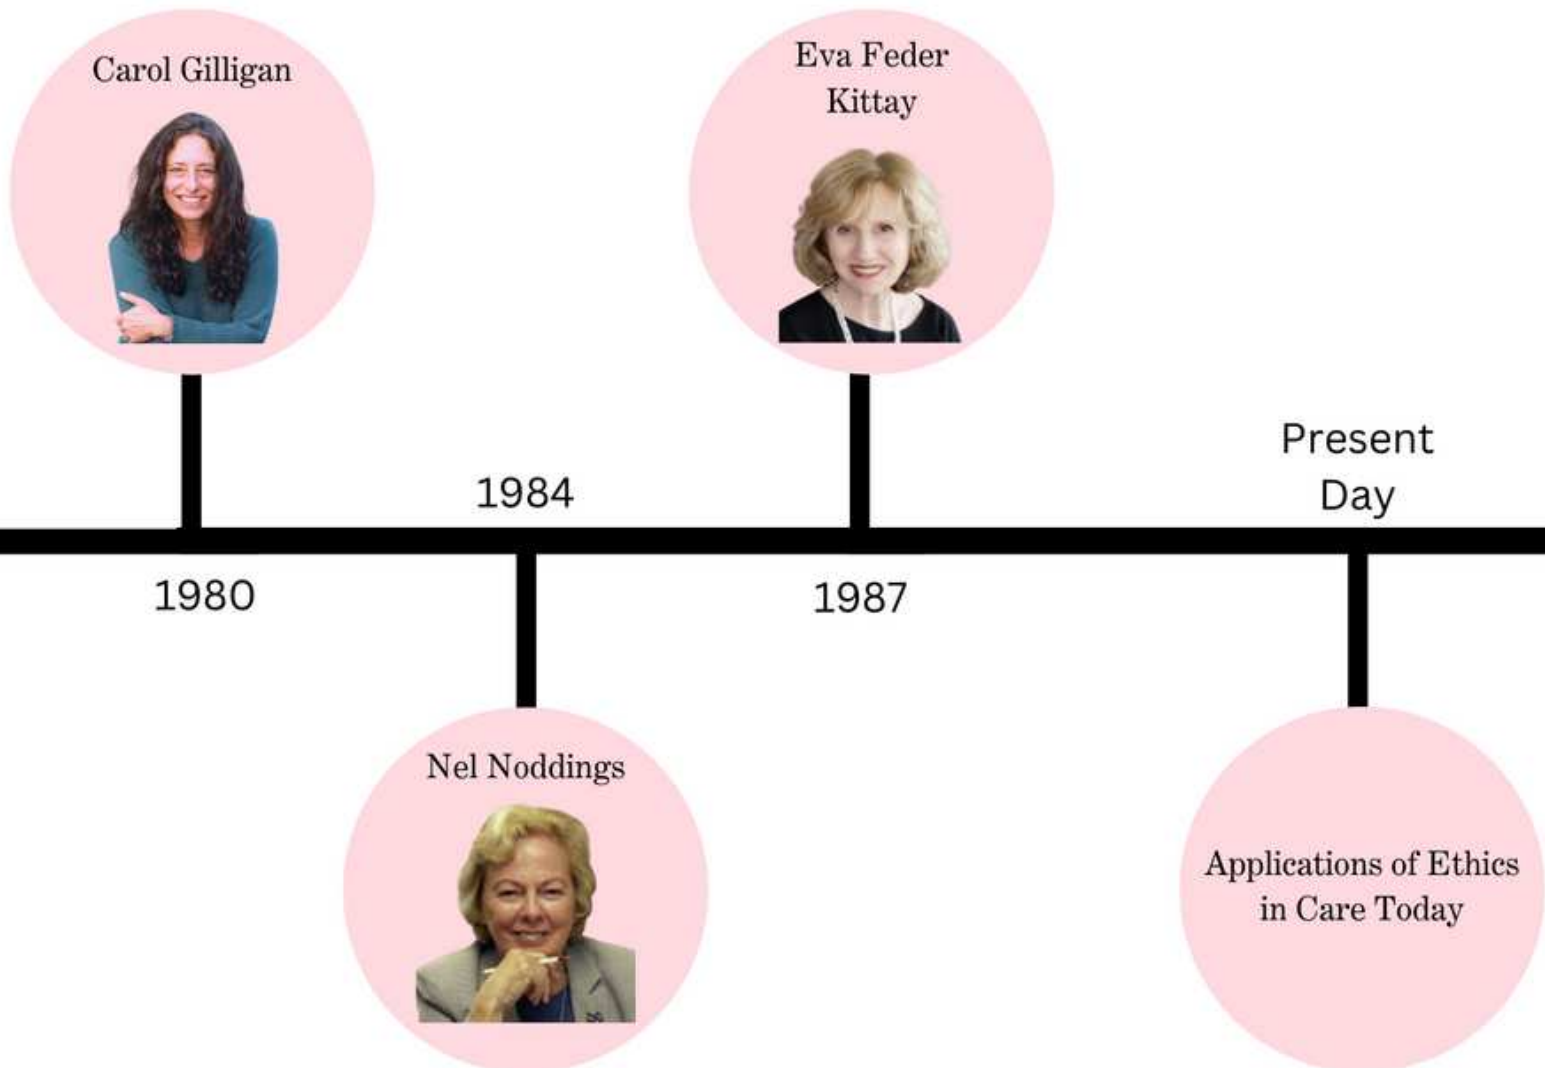 Carol Gilligan
Eva Feder
Kittay
1984
Present
Day
1980
1987
Nel Noddings
Applications of Ethics
in Care Today